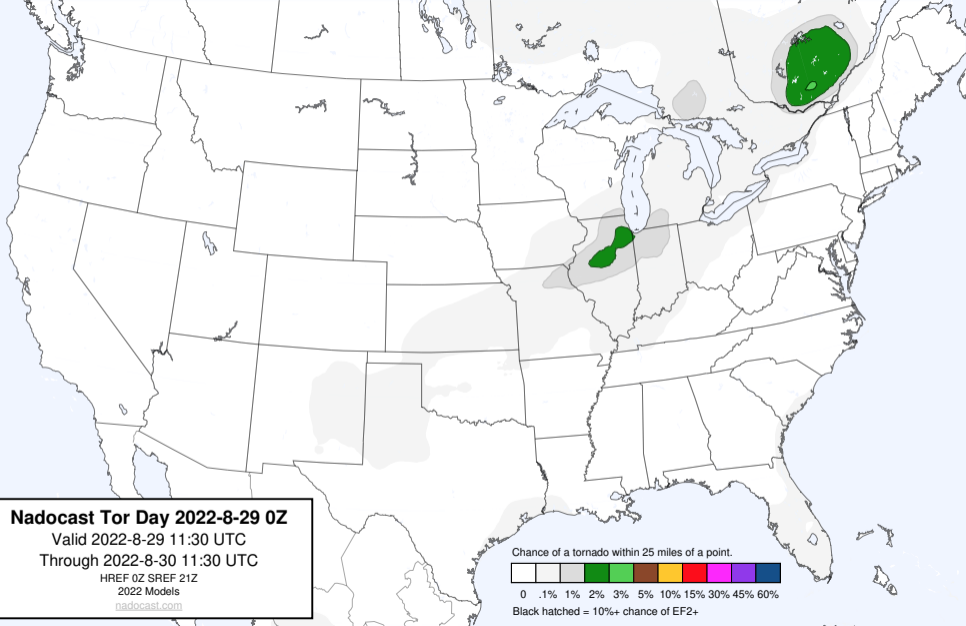 Nadocast Tor Day 2022-8-29 0Z
Valid 2022-8-29 11:30 UTC
Through 2022-8-30 11:30 UTC
HREF 0Z SREF 21Z
2022 Models
nadocast.com
Chance of a tornado within 25 miles of a point.
0 .1% 1% 2% 3% 5% 10% 15% 30% 45% 60%
Black hatched = 10%+ chance of EF2+